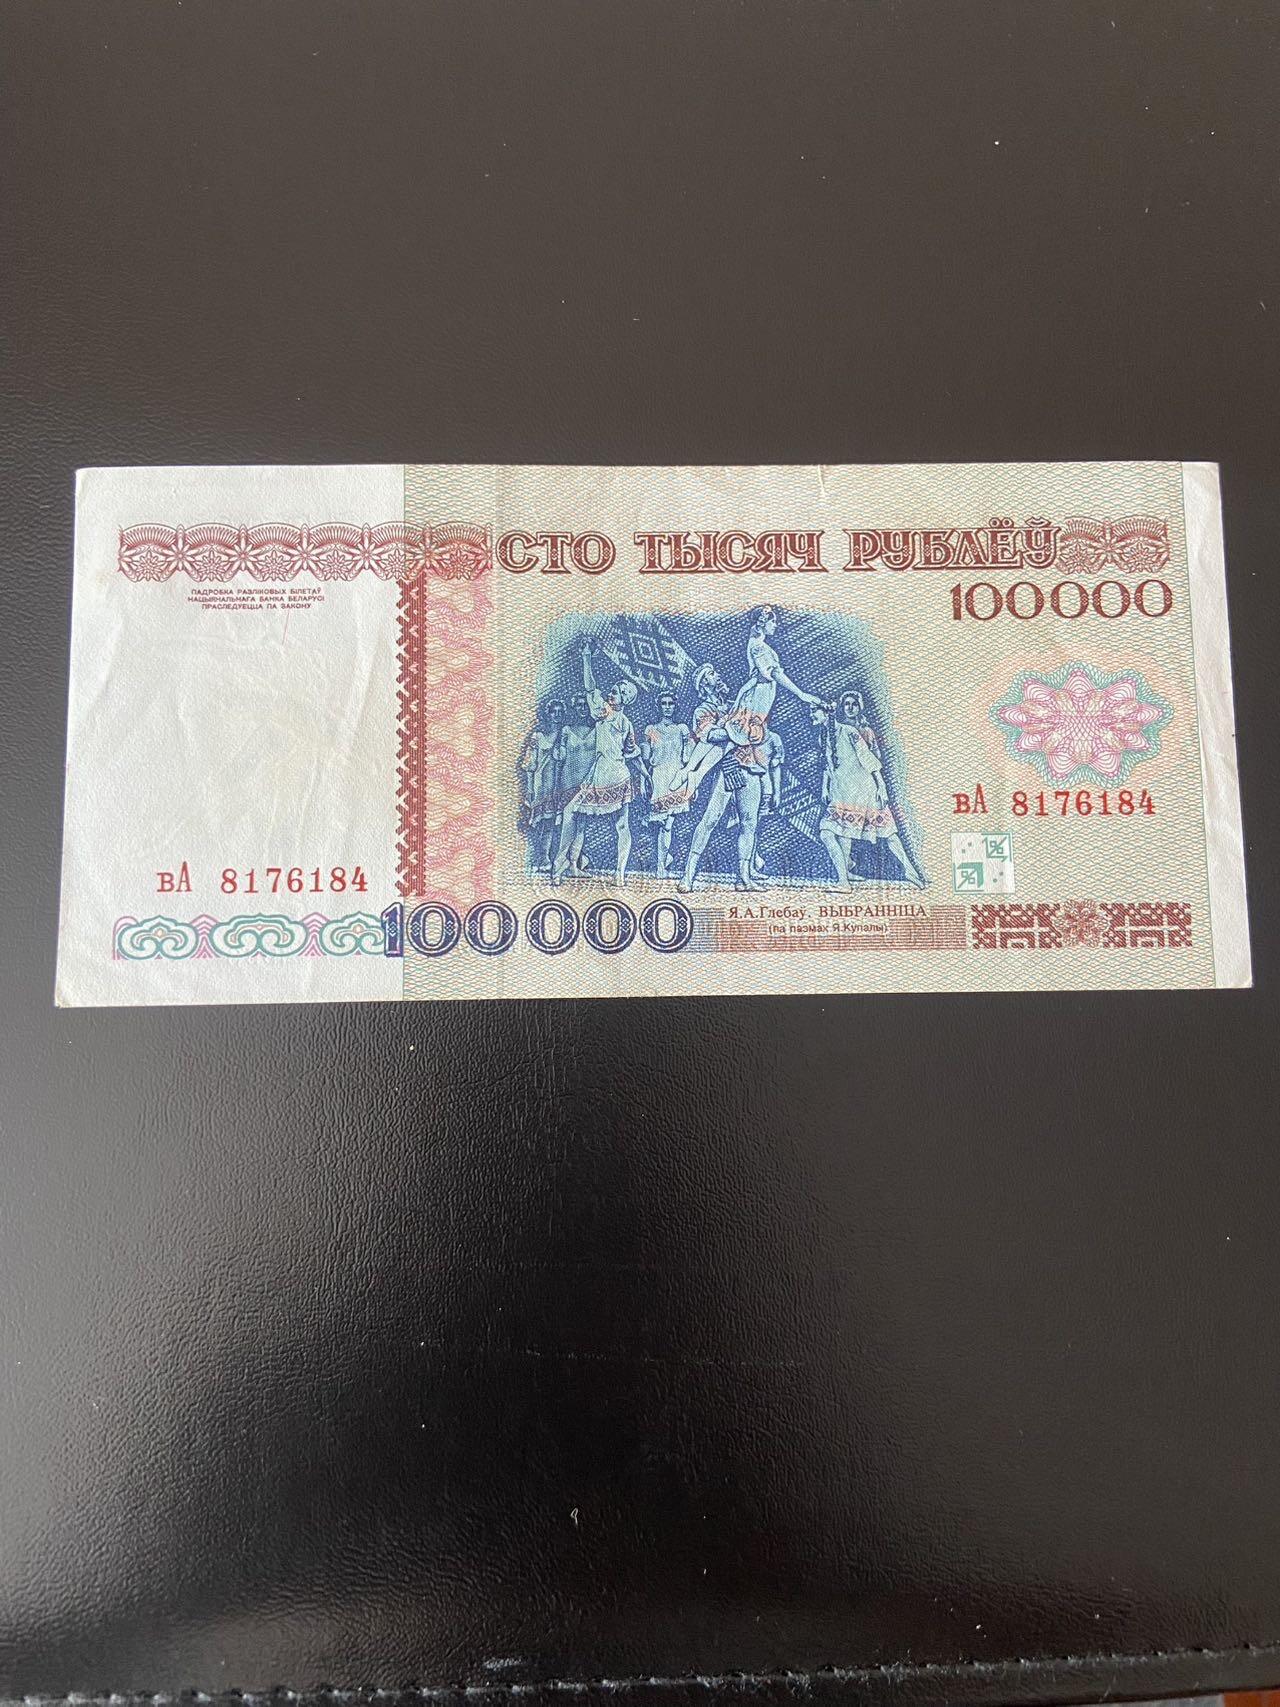 СТО ТЫСЯЧ РУБЛЁЎ
100000
ПАДРОБКА РАЗЛІКОВЫХ БІЛЕТАЎ
НАЦЫЯНАЛЬНАГА БАНКА БЕЛАРУСІ
ПРАСЛЕДУЕЦЦА ПА ЗАКОНУ
вА 8176184
вА 8176184
100000
Я.А.Глебаў. ВЫБРАННІЦА
(па паэмах Я.Купалы)